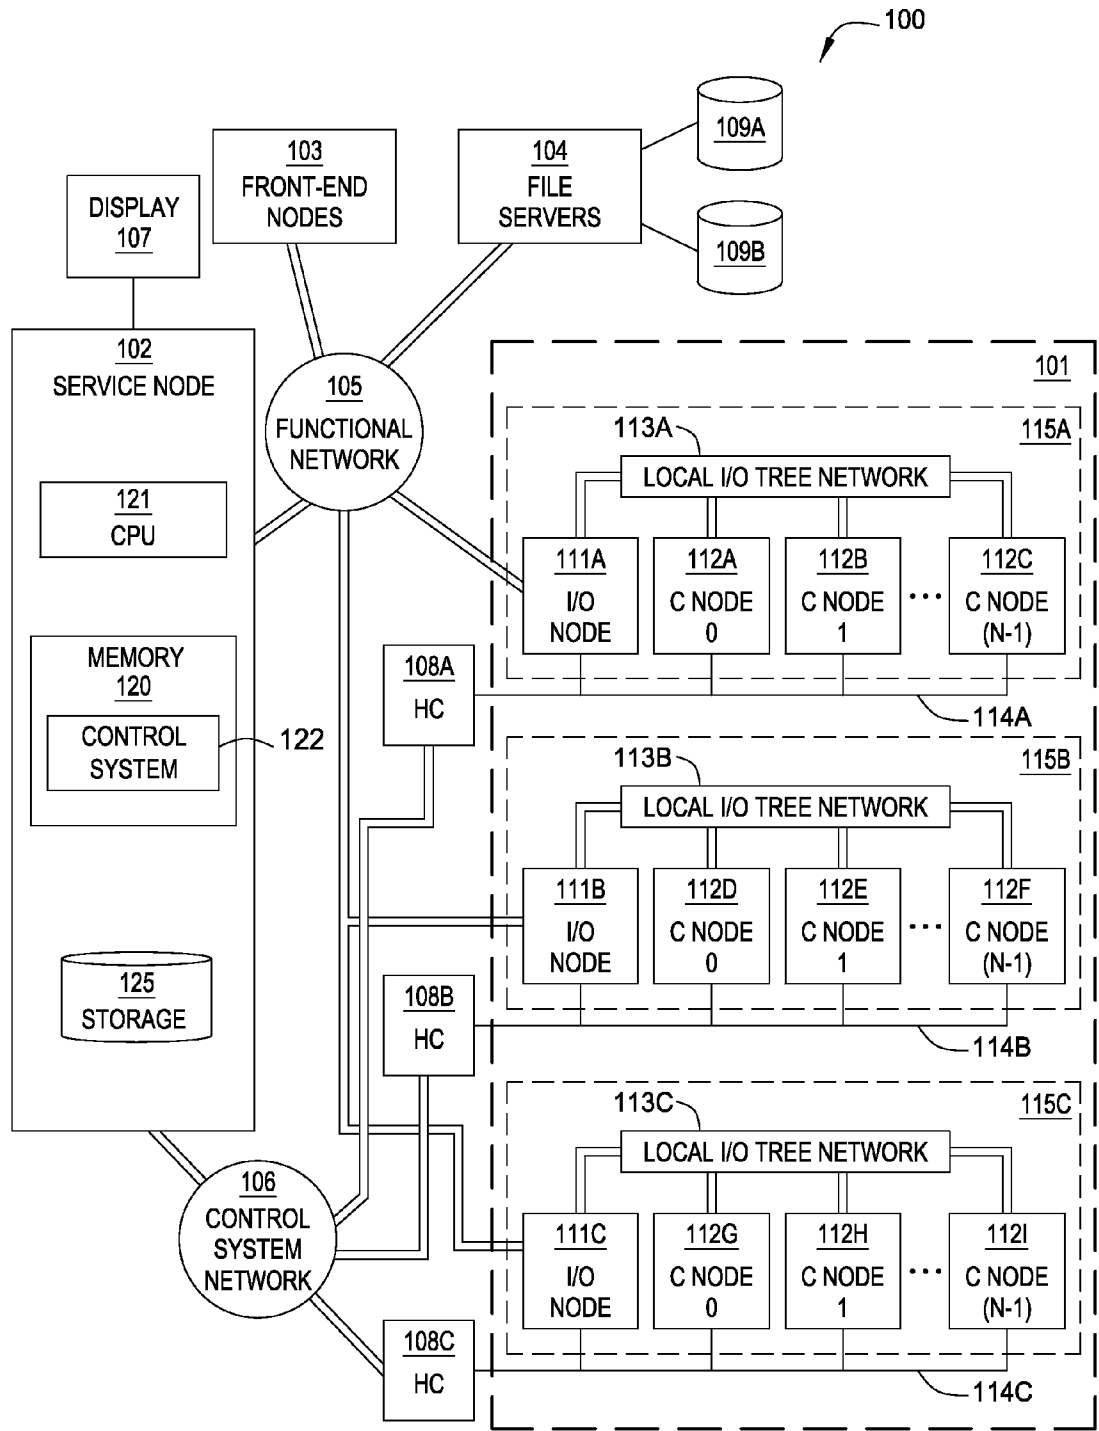 100
109A
103
FRONT-END
NODES
104
FILE
SERVERS
DISPLAY
107
109B
102
SERVICE NODE
105
FUNCTIONAL
NETWORK
121
CPU
MEMORY
120
CONTROL
SYSTEM
122
125
STORAGE
106
CONTROL
SYSTEM
NETWORK
108A
HC
108B
HC
108C
HC
101
115A
113A
LOCAL I/O TREE NETWORK
111A
I/O
NODE
112A
C NODE
0
112B
C NODE
1
•••
112C
C NODE
(N-1)
114A
115B
113B
LOCAL I/O TREE NETWORK
111B
I/O
NODE
112D
C NODE
0
112E
C NODE
1
•••
112F
C NODE
(N-1)
114B
115C
113C
LOCAL I/O TREE NETWORK
111C
I/O
NODE
112G
C NODE
0
112H
C NODE
1
•••
112I
C NODE
(N-1)
114C